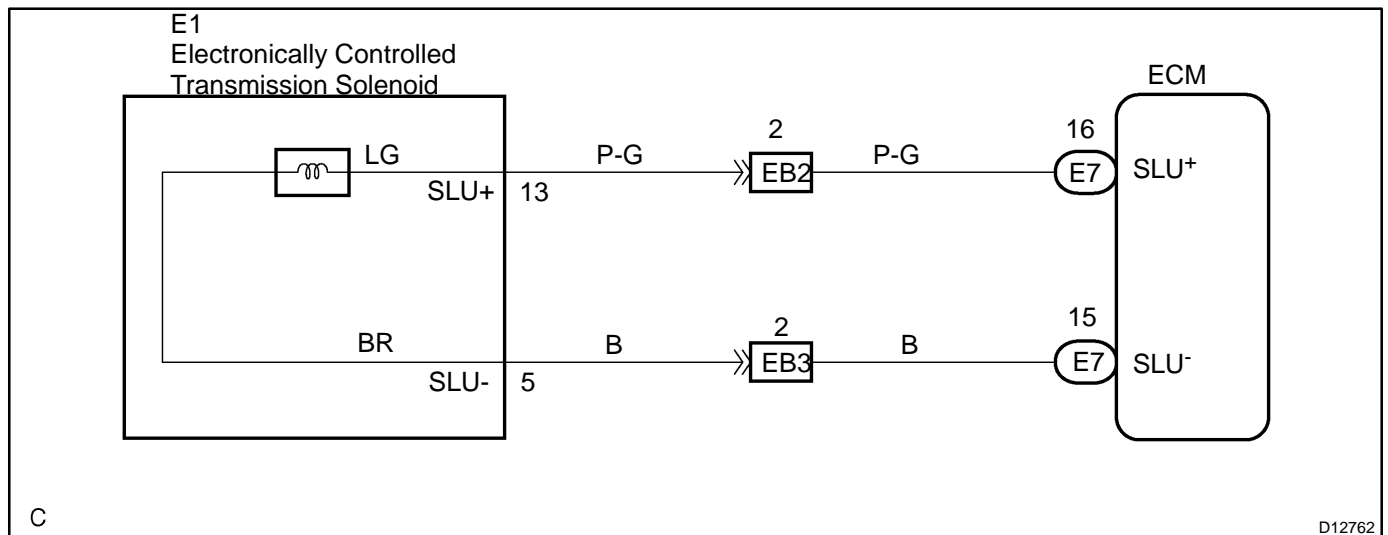 E1
Electronically Controlled
Transmission Solenoid
ECM
LG
SLU+
13
P-G
2
EB2
P-G
16
E7
SLU+
BR
SLU-
5
B
2
EB3
B
15
E7
SLU-
C
D12762